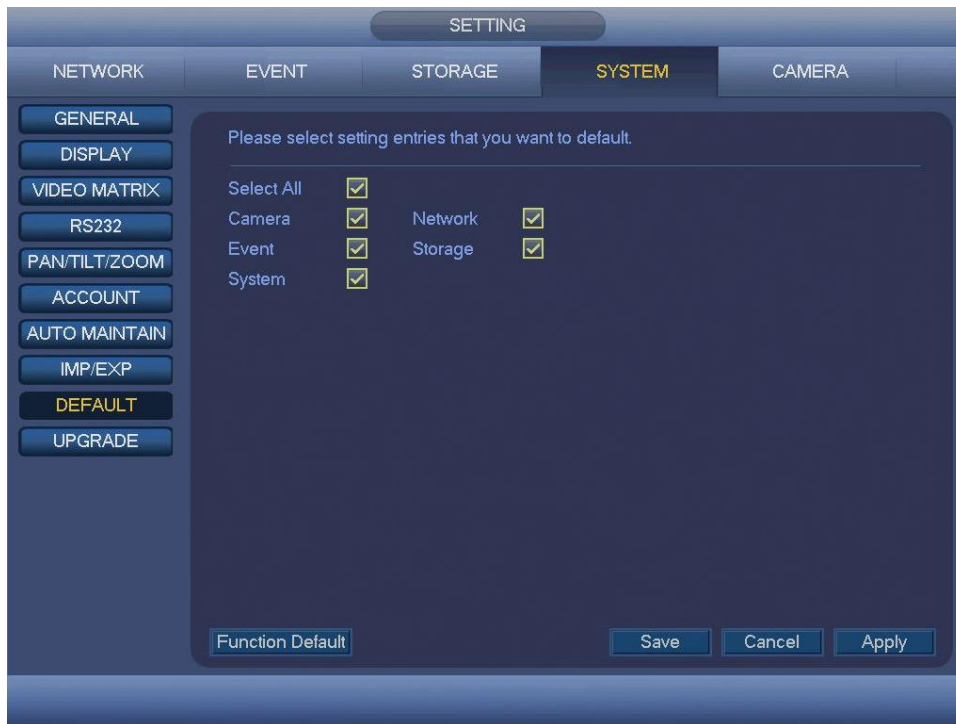 SETTING
NETWORK EVENT STORAGE SYSTEM CAMERA
GENERAL
DISPLAY
VIDEO MATRIX
RS232
PAN/TILT/ZOOM
ACCOUNT
AUTO MAINTAIN
IMP/EXP
DEFAULT
UPGRADE
Please select setting entries that you want to default.
Select All
Camera Network
Event Storage
System
Function Default Save Cancel Apply